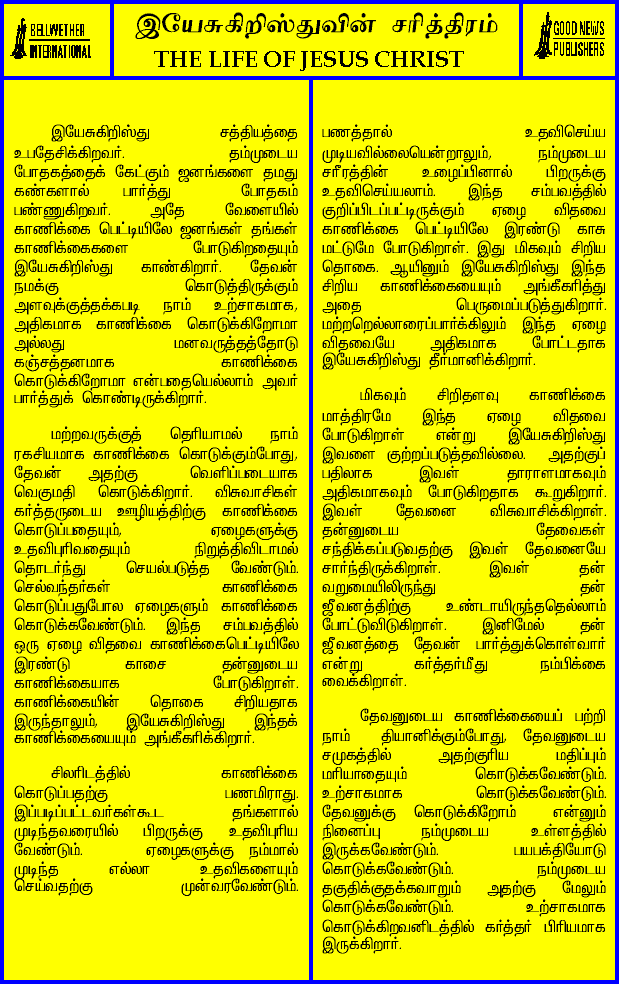 BELLWETHER
INTERNATIONAL
இயேசுகிறிஸ்துவின் சரித்திரம்
THE LIFE OF JESUS CHRIST
GOOD NEWS
PUBLISHERS
இயேசுகிறிஸ்து சத்தியத்தை
உபதேசிக்கிறவர். தம்முடைய
போதகத்தைக் கேட்கும் ஜனங்களை தமது
கண்களால் பார்த்து போதகம்
பண்ணுகிறவர். அதே வேளையில்
காணிக்கை பெட்டியிலே ஜனங்கள் தங்கள்
காணிக்கைகளை போடுகிறதையும்
இயேசுகிறிஸ்து காண்கிறார். தேவன்
நமக்கு கொடுத்திருக்கும்
அளவுக்குத்தக்கபடி நாம் உற்சாகமாக,
அதிகமாக காணிக்கை கொடுக்கிறோமா
அல்லது மனவருத்தத்தோடு
கஞ்சத்தனமாக காணிக்கை
கொடுக்கிறோமா என்பதையெல்லாம் அவர்
பார்த்துக் கொண்டிருக்கிறார்.
மற்றவருக்குத் தெரியாமல் நாம்
ரகசியமாக காணிக்கை கொடுக்கும்போது,
தேவன் அதற்கு வெளிப்படையாக
வெகுமதி கொடுக்கிறார். விசுவாசிகள்
கர்த்தருடைய ஊழியத்திற்கு காணிக்கை
கொடுப்பதையும், ஏழைகளுக்கு
உதவிபுரிவதையும் நிறுத்திவிடாமல்
தொடர்ந்து செயல்படுத்த வேண்டும்.
செல்வந்தர்கள் காணிக்கை
கொடுப்பதுபோல ஏழைகளும் காணிக்கை
கொடுக்கவேண்டும். இந்த சம்பவத்தில்
ஒரு ஏழை விதவை காணிக்கைபெட்டியிலே
இரண்டு காசை தன்னுடைய
காணிக்கையாக போடுகிறாள்.
காணிக்கையின் தொகை சிறியதாக
இருந்தாலும், இயேசுகிறிஸ்து இந்தக்
காணிக்கையையும் அங்கீகரிக்கிறார்.
சிலரிடத்தில் காணிக்கை
கொடுப்பதற்கு பணமிராது.
இப்படிப்பட்டவர்கள்கூட தங்களால்
முடிந்தவரையில் பிறருக்கு உதவிபுரிய
வேண்டும். ஏழைகளுக்கு நம்மால்
முடிந்த எல்லா உதவிகளையும்
செய்வதற்கு முன்வரவேண்டும்.
பணத்தால் உதவிசெய்ய
முடியவில்லையென்றாலும், நம்முடைய
சரீரத்தின் உழைப்பினால் பிறருக்கு
உதவிசெய்யலாம். இந்த சம்பவத்தில்
குறிப்பிடப்பட்டிருக்கும் ஏழை விதவை
காணிக்கை பெட்டியிலே இரண்டு காசு
மட்டுமே போடுகிறாள். இது மிகவும் சிறிய
தொகை. ஆயினும் இயேசுகிறிஸ்து இந்த
சிறிய காணிக்கையையும் அங்கீகரித்து
அதை பெருமைப்படுத்துகிறார்.
மற்றெல்லாரைப்பார்க்கிலும் இந்த ஏழை
விதவையே அதிகமாக போட்டதாக
இயேசுகிறிஸ்து தீர்மானிக்கிறார்.
மிகவும் சிறிதளவு காணிக்கை
மாத்திரமே இந்த ஏழை விதவை
போடுகிறாள் என்று இயேசுகிறிஸ்து
இவளை குற்றப்படுத்தவில்லை. அதற்குப்
பதிலாக இவள் தாராளமாகவும்
அதிகமாகவும் போடுகிறதாக கூறுகிறார்.
இவள் தேவனை விசுவாசிக்கிறாள்.
தன்னுடைய தேவைகள்
சந்திக்கப்படுவதற்கு இவள் தேவனையே
சார்ந்திருக்கிறாள். இவள் தன்
வறுமையிலிருந்து தன்
ஜீவனத்திற்கு உண்டாயிருந்ததெல்லாம்
போட்டுவிடுகிறாள். இனிமேல் தன்
ஜீவனத்தை தேவன் பார்த்துக்கொள்வார்
என்று கர்த்தர்மீது நம்பிக்கை
வைக்கிறாள்.
தேவனுடைய காணிக்கையைப் பற்றி
நாம் தியானிக்கும்போது, தேவனுடைய
சமுகத்தில் அதற்குரிய மதிப்பும்
மரியாதையும் கொடுக்கவேண்டும்.
உற்சாகமாக கொடுக்கவேண்டும்.
தேவனுக்கு கொடுக்கிறோம் என்னும்
நினைப்பு நம்முடைய உள்ளத்தில்
இருக்கவேண்டும். பயபக்தியோடு
கொடுக்கவேண்டும். நம்முடைய
தகுதிக்குதக்கவாறும் அதற்கு மேலும்
கொடுக்கவேண்டும். உற்சாகமாக
கொடுக்கிறவனிடத்தில் கர்த்தர் பிரியமாக
இருக்கிறார்.